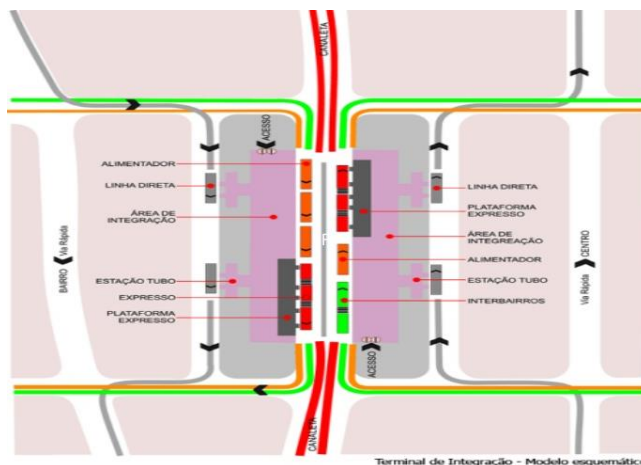 CANALETA
ACESSO
ALIMENTADOR
LINHA DIRETA
ÁREA DE
INTEGRAÇÃO
ESTAÇÃO TUBO
EXPRESSO
PLATAFORMA
EXPRESSO
BAIRRO
Via Rápida
LINHA DIRETA
PLATAFORMA
EXPRESSO
ÁREA DE
INTEGREAÇÃO
ALIMENTADOR
ESTAÇÃO TUBO
INTERBAIRROS
CENTRO
Via Rápida
ACESSO
CANALETA
Terminal de Integração - Modelo esquemátic